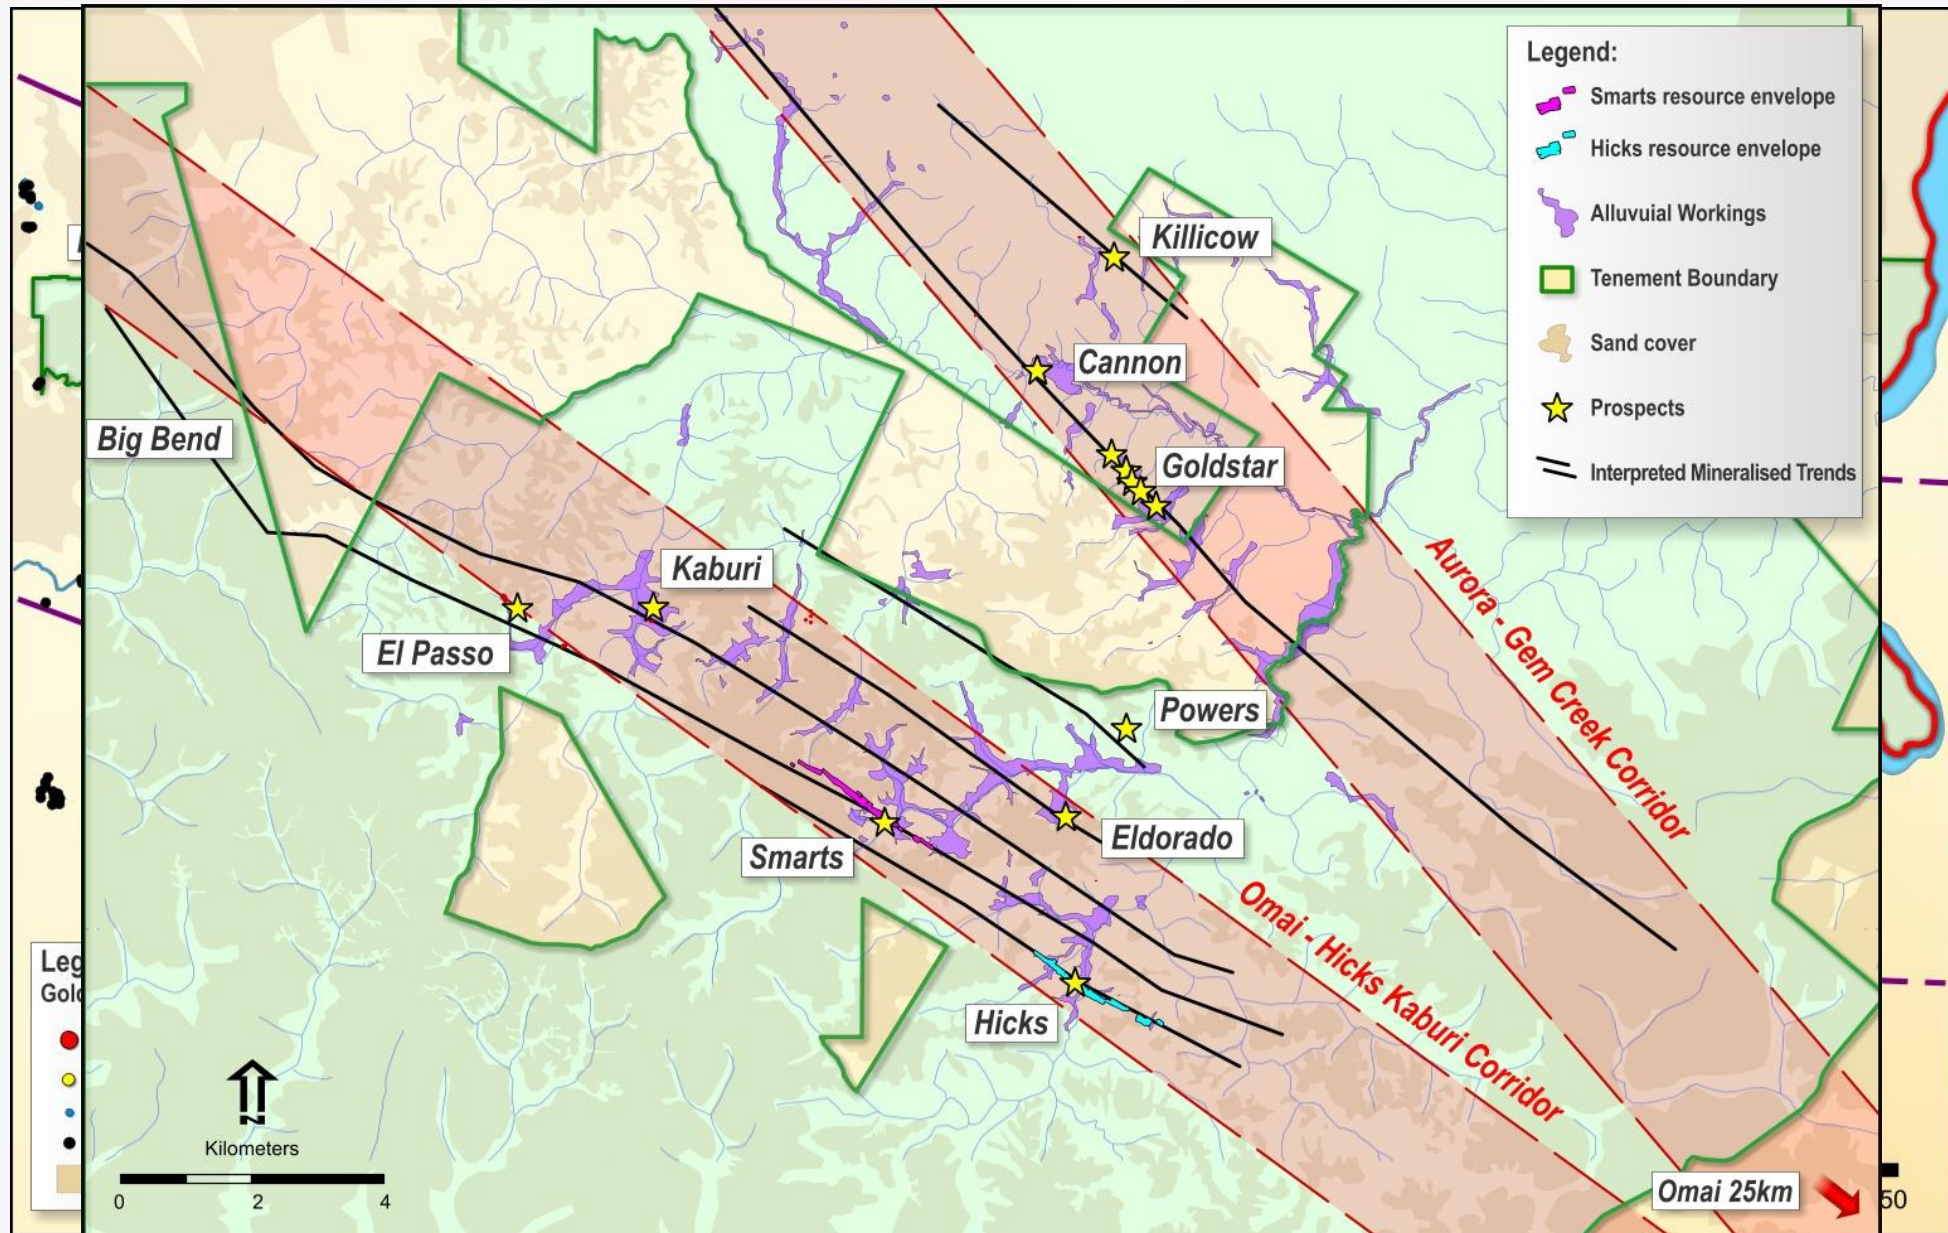 Legend:
Smarts resource envelope
Hicks resource envelope
Alluvuial Workings
Tenement Boundary
Sand cover
Prospects
Interpreted Mineralised Trends
Killicow
Cannon
Goldstar
Big Bend
Kaburi
El Passo
Powers
Eldorado
Smarts
Hicks
Aurora - Gem Creek Corridor
Omai - Hicks Kaburi Corridor
Omai 25km
N
Kilometers
0 2 4
Leg
Gold
50